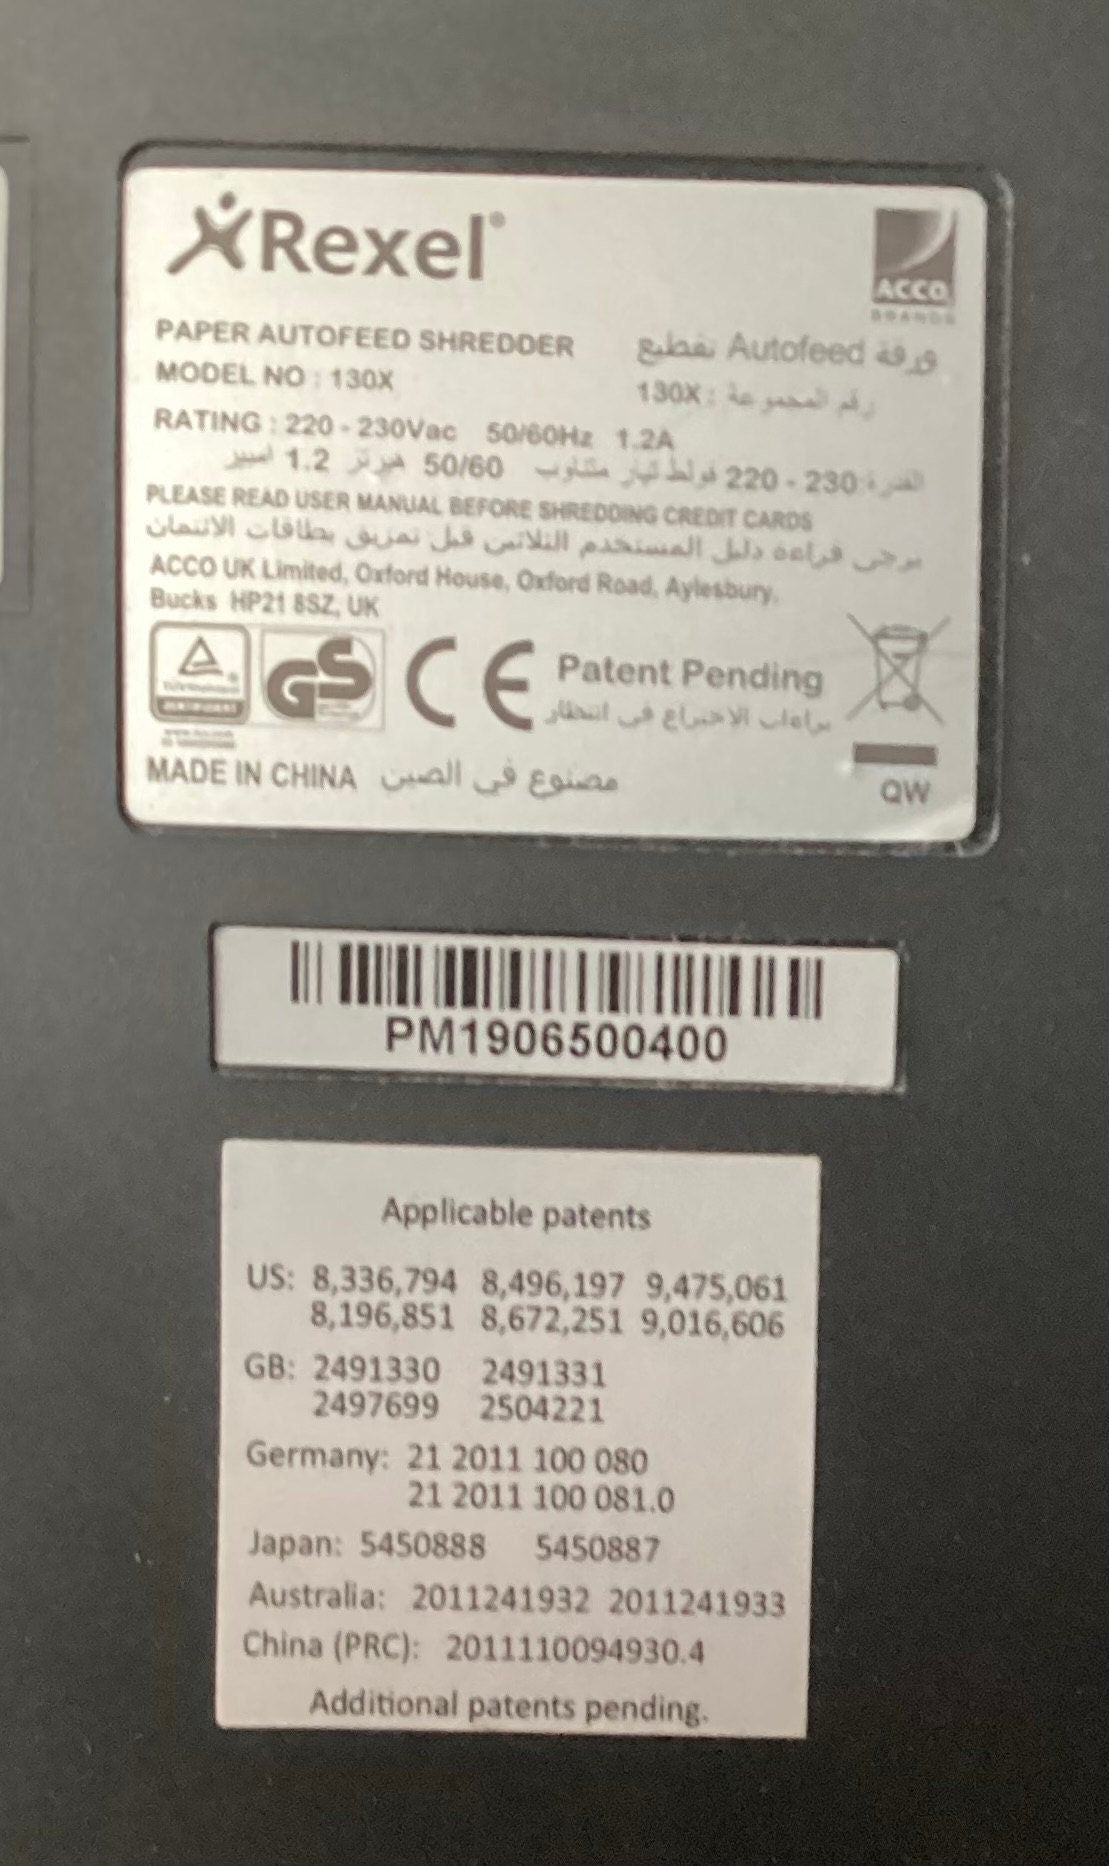 Rexel®
ACCO
BRANDS
PAPER AUTOFEED SHREDDER
ورقة Autofeed تقطيع
MODEL NO : 130X
رقم المجموعة : 130X
RATING : 220 - 230Vac 50/60Hz 1.2A
220 - 230 فولط تيار متناوب 50/60 هيرتز 1.2 امبير
PLEASE READ USER MANUAL BEFORE SHREDDING CREDIT CARDS
يرجى قراءة دليل المستخدم قبل تمزيق بطاقات الائتمان
ACCO UK Limited, Oxford House, Oxford Road, Aylesbury,
Bucks HP21 8SZ, UK
GS
CE
Patent Pending
براءات الاختراع في انتظار
MADE IN CHINA مصنوع في الصين
QW
PM1906500400
Applicable patents
US: 8,336,794 8,496,197 9,475,061
8,196,851 8,672,251 9,016,606
GB: 2491330 2491331
2497699 2504221
Germany: 21 2011 100 080
21 2011 100 081.0
Japan: 5450888 5450887
Australia: 2011241932 2011241933
China (PRC): 2011110094930.4
Additional patents pending.